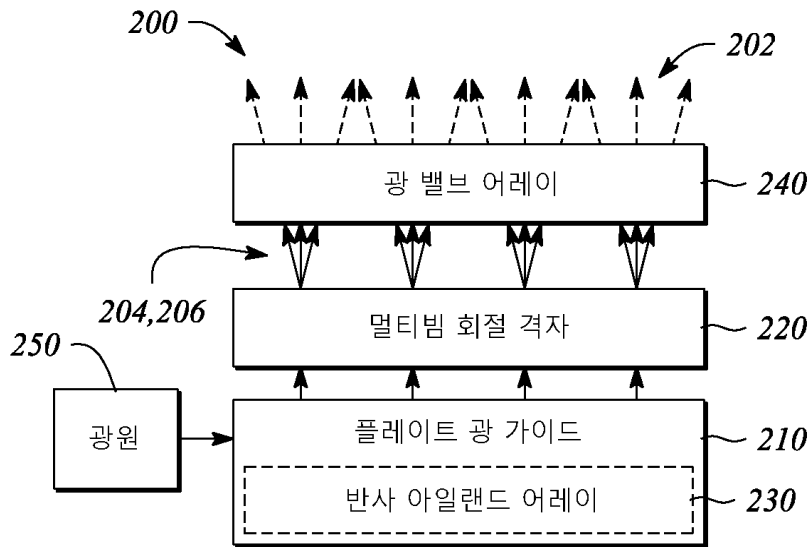 200
202
광 밸브 어레이
240
204,206
멀티빔 회절 격자
220
250
광원
플레이트 광 가이드
210
반사 아일랜드 어레이
230